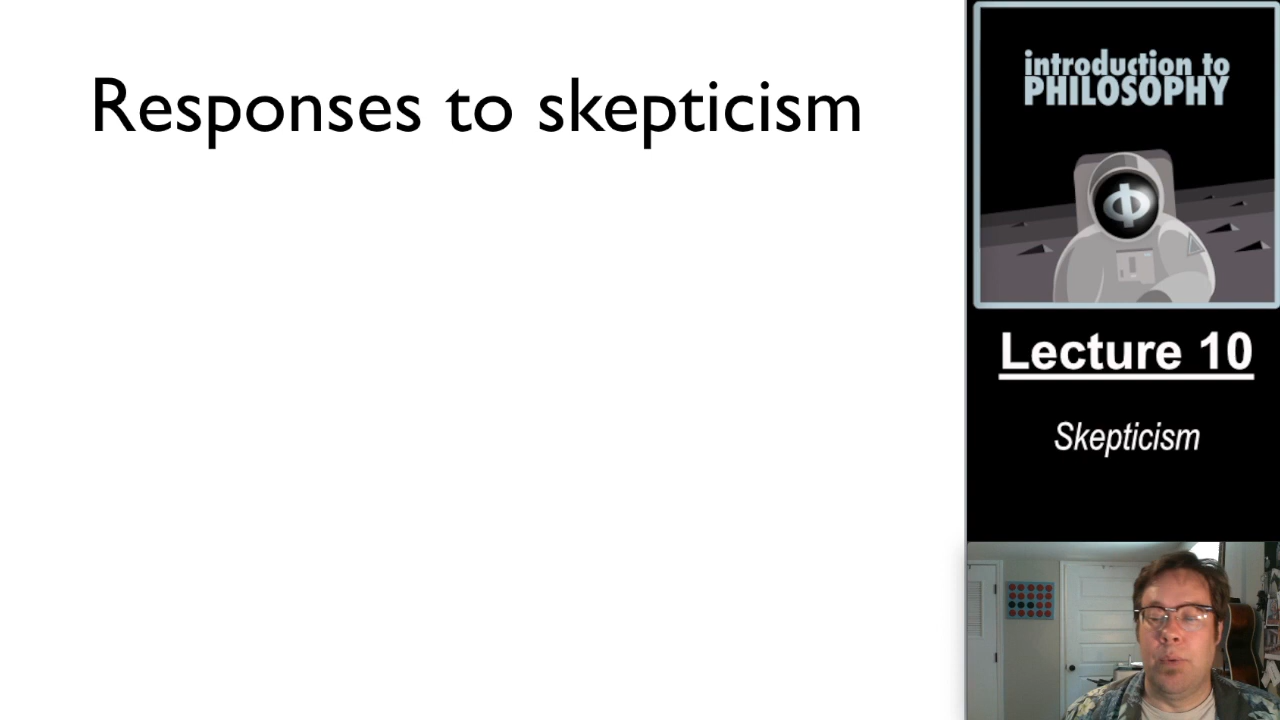 Responses to skepticism
introduction to
PHILOSOPHY
Φ
Lecture 10
Skepticism